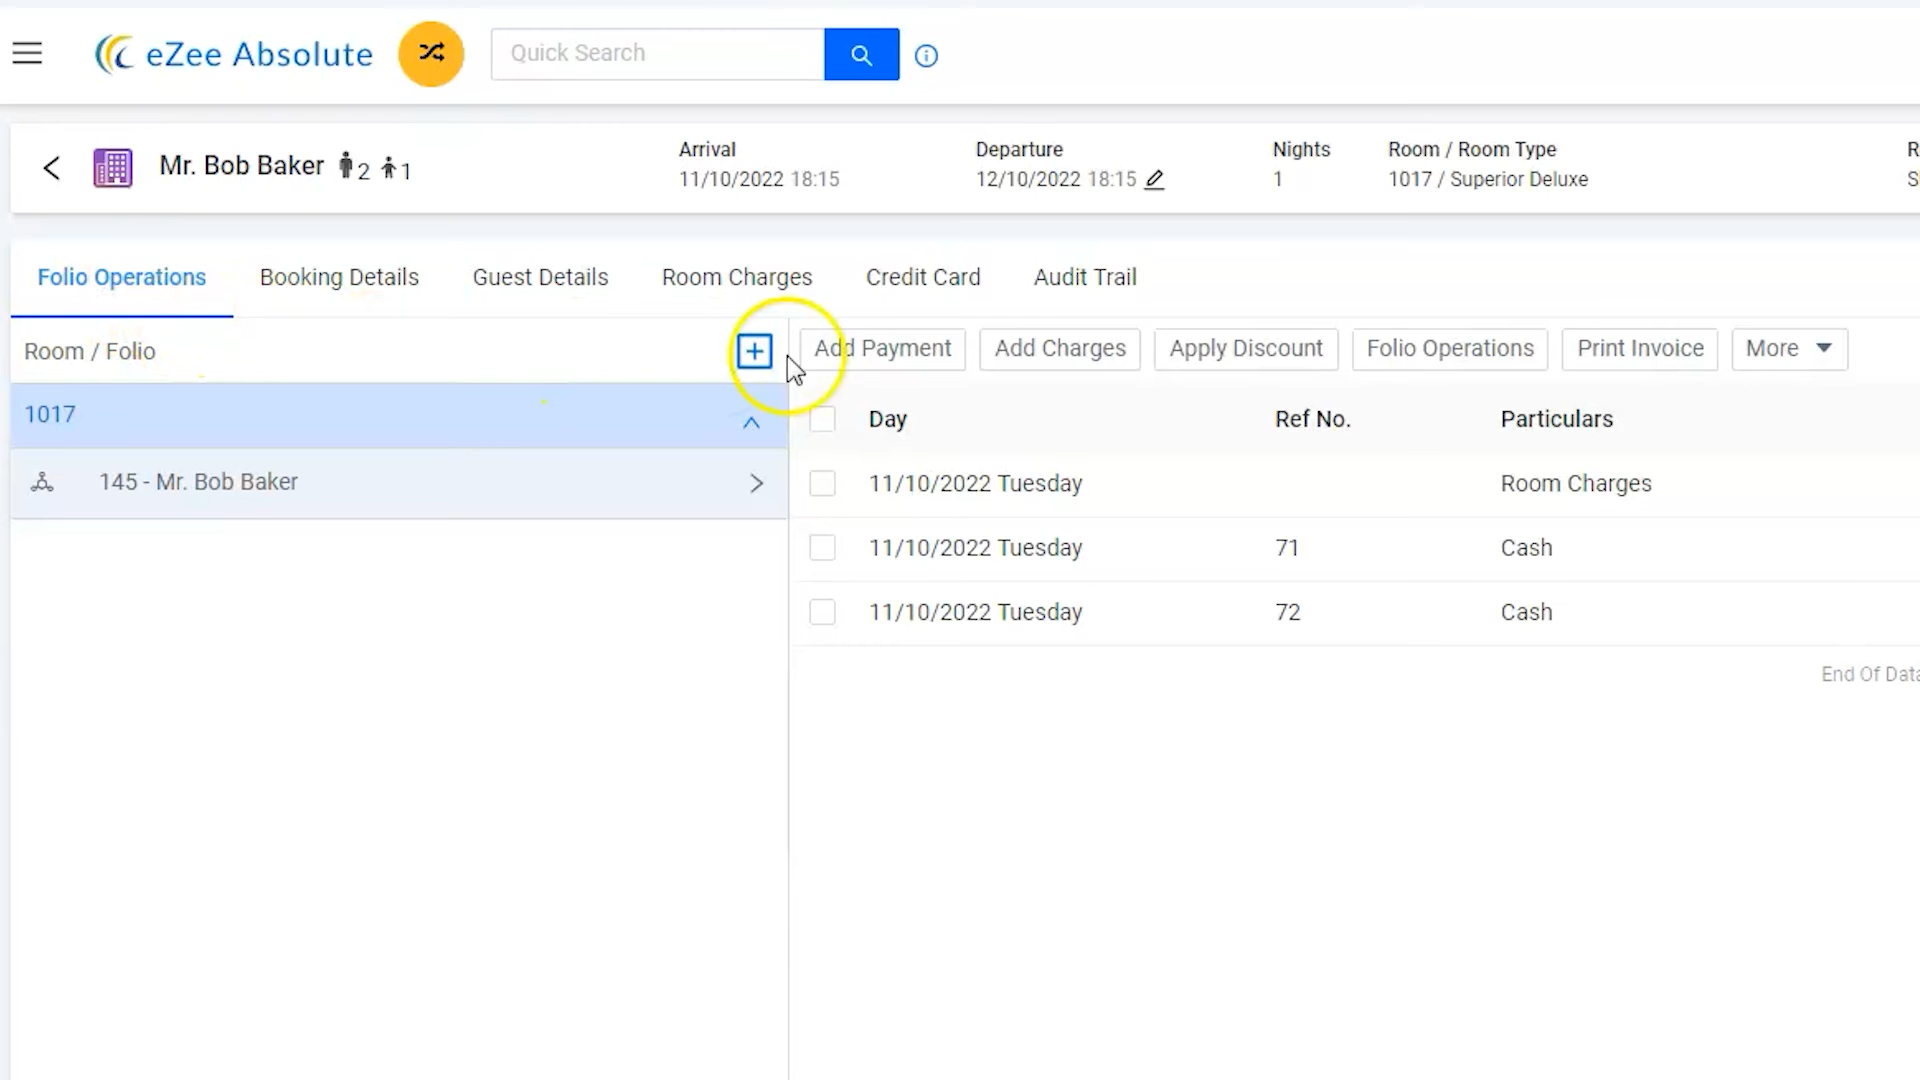 eZee Absolute
Quick Search
Mr. Bob Baker 2 1
Arrival
11/10/2022 18:15
Departure
12/10/2022 18:15
Nights
1
Room / Room Type
1017 / Superior Deluxe
R
Folio Operations
Booking Details
Guest Details
Room Charges
Credit Card
Audit Trail
Room / Folio
Add Payment
Add Charges
Apply Discount
Folio Operations
Print Invoice
More
1017
145 - Mr. Bob Baker
Day Ref No. Particulars
11/10/2022 Tuesday Room Charges
11/10/2022 Tuesday 71 Cash
11/10/2022 Tuesday 72 Cash
End Of Data